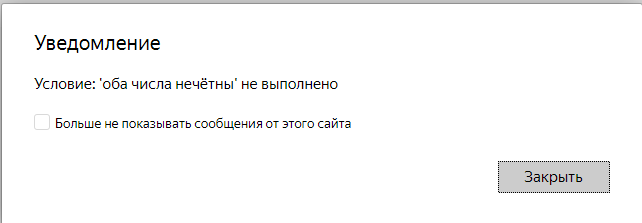 Уведомление
Условие: 'оба числа нечётны' не выполнено
Больше не показывать сообщения от этого сайта
Закрыть